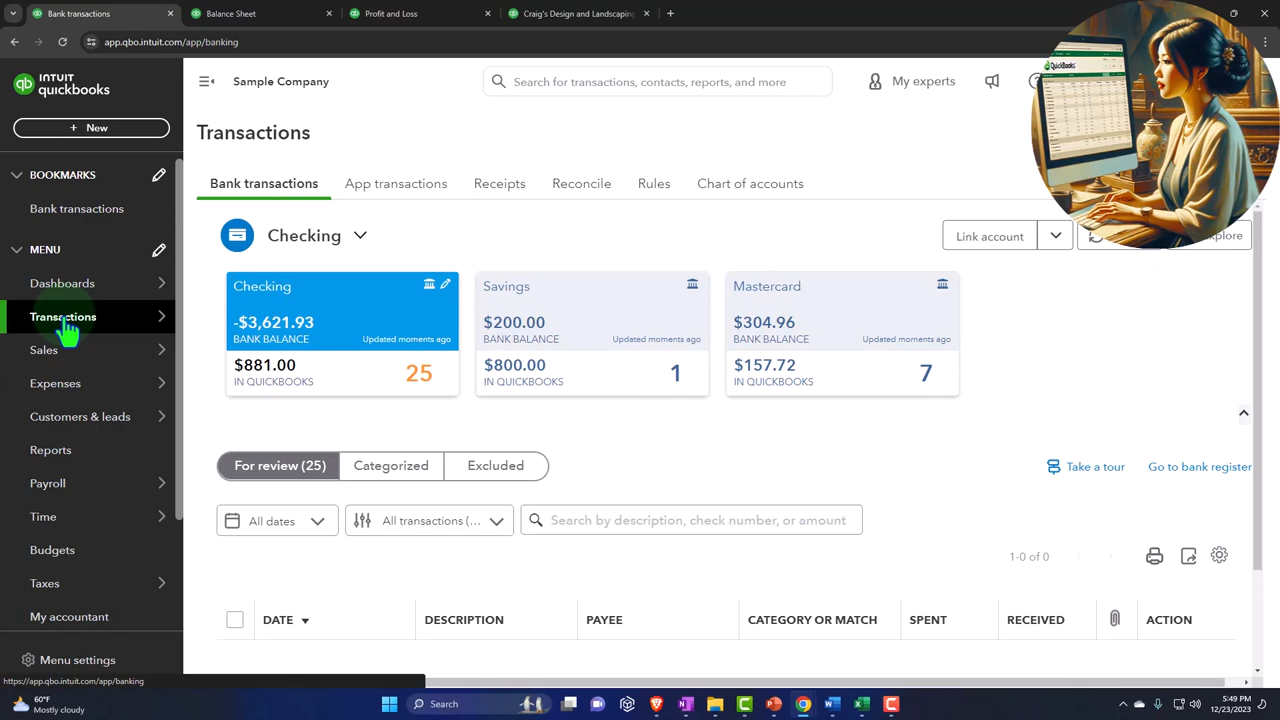 Bank transactions
Balance Sheet
Profit and Loss
Craig's Design and Landscaping
app.qbo.intuit.com/app/banking
INTUIT
quickbooks
Sample Company
Search for transactions, contacts, reports, and more
My experts
QuickBooks
+ New
Transactions
BOOKMARKS
Bank transactions
MENU
Dashboards
Transactions
Sales
Expenses
Customers & leads
Reports
Payroll
Time
Budgets
Taxes
My accountant
Menu settings
Bank transactions App transactions Receipts Reconcile Rules Chart of accounts
Checking
Link account
xplore
Checking
-$3,621.93
BANK BALANCE Updated moments ago
$881.00
IN QUICKBOOKS 25
Savings
$200.00
BANK BALANCE Updated moments ago
$800.00
IN QUICKBOOKS 1
Mastercard
$304.96
BANK BALANCE Updated moments ago
$157.72
IN QUICKBOOKS 7
For review (25) Categorized Excluded
Take a tour Go to bank register
All dates All transactions (... Search by description, check number, or amount
1-0 of 0
DATE DESCRIPTION PAYEE CATEGORY OR MATCH SPENT RECEIVED ACTION
https://app.qbo.intuit.com/app/banking
60°F
Mostly cloudy
Search
5:49 PM
12/23/2023